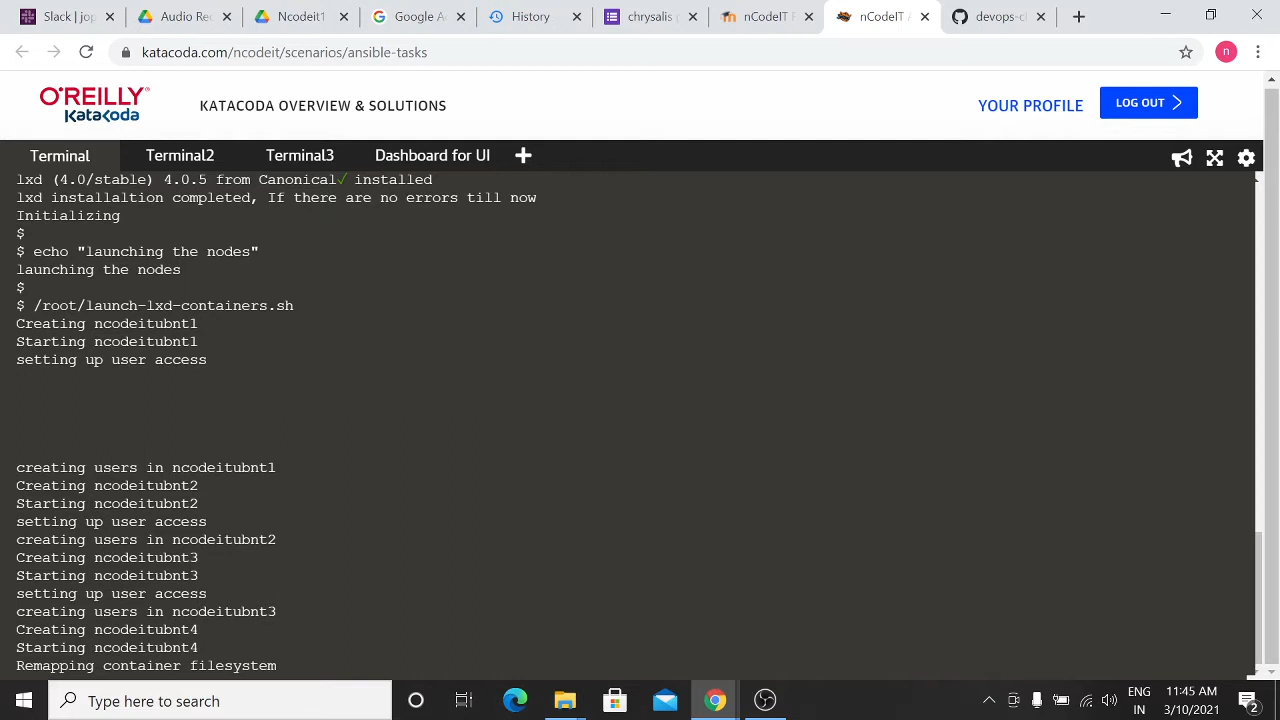 Slack | jop
Audio Re
Ncodeit1
Google A
History
chrysalis p
nCodeIT F
nCodeIT A
devops-cl
katacoda.com/ncodeit/scenarios/ansible-tasks
n
O'REILLY
Katacoda
KATACODA OVERVIEW & SOLUTIONS
YOUR PROFILE
LOG OUT
Terminal
Terminal2
Terminal3
Dashboard for UI
lxd (4.0/stable) 4.0.5 from Canonical✓ installed
lxd installaltion completed, If there are no errors till now
Initializing
$
$ echo "launching the nodes"
launching the nodes
$
$ /root/launch-lxd-containers.sh
Creating ncodeitubnt1
Starting ncodeitubnt1
setting up user access
creating users in ncodeitubnt1
Creating ncodeitubnt2
Starting ncodeitubnt2
setting up user access
creating users in ncodeitubnt2
Creating ncodeitubnt3
Starting ncodeitubnt3
setting up user access
creating users in ncodeitubnt3
Creating ncodeitubnt4
Starting ncodeitubnt4
Remapping container filesystem
Type here to search
ENG
IN
11:45 AM
3/10/2021
2